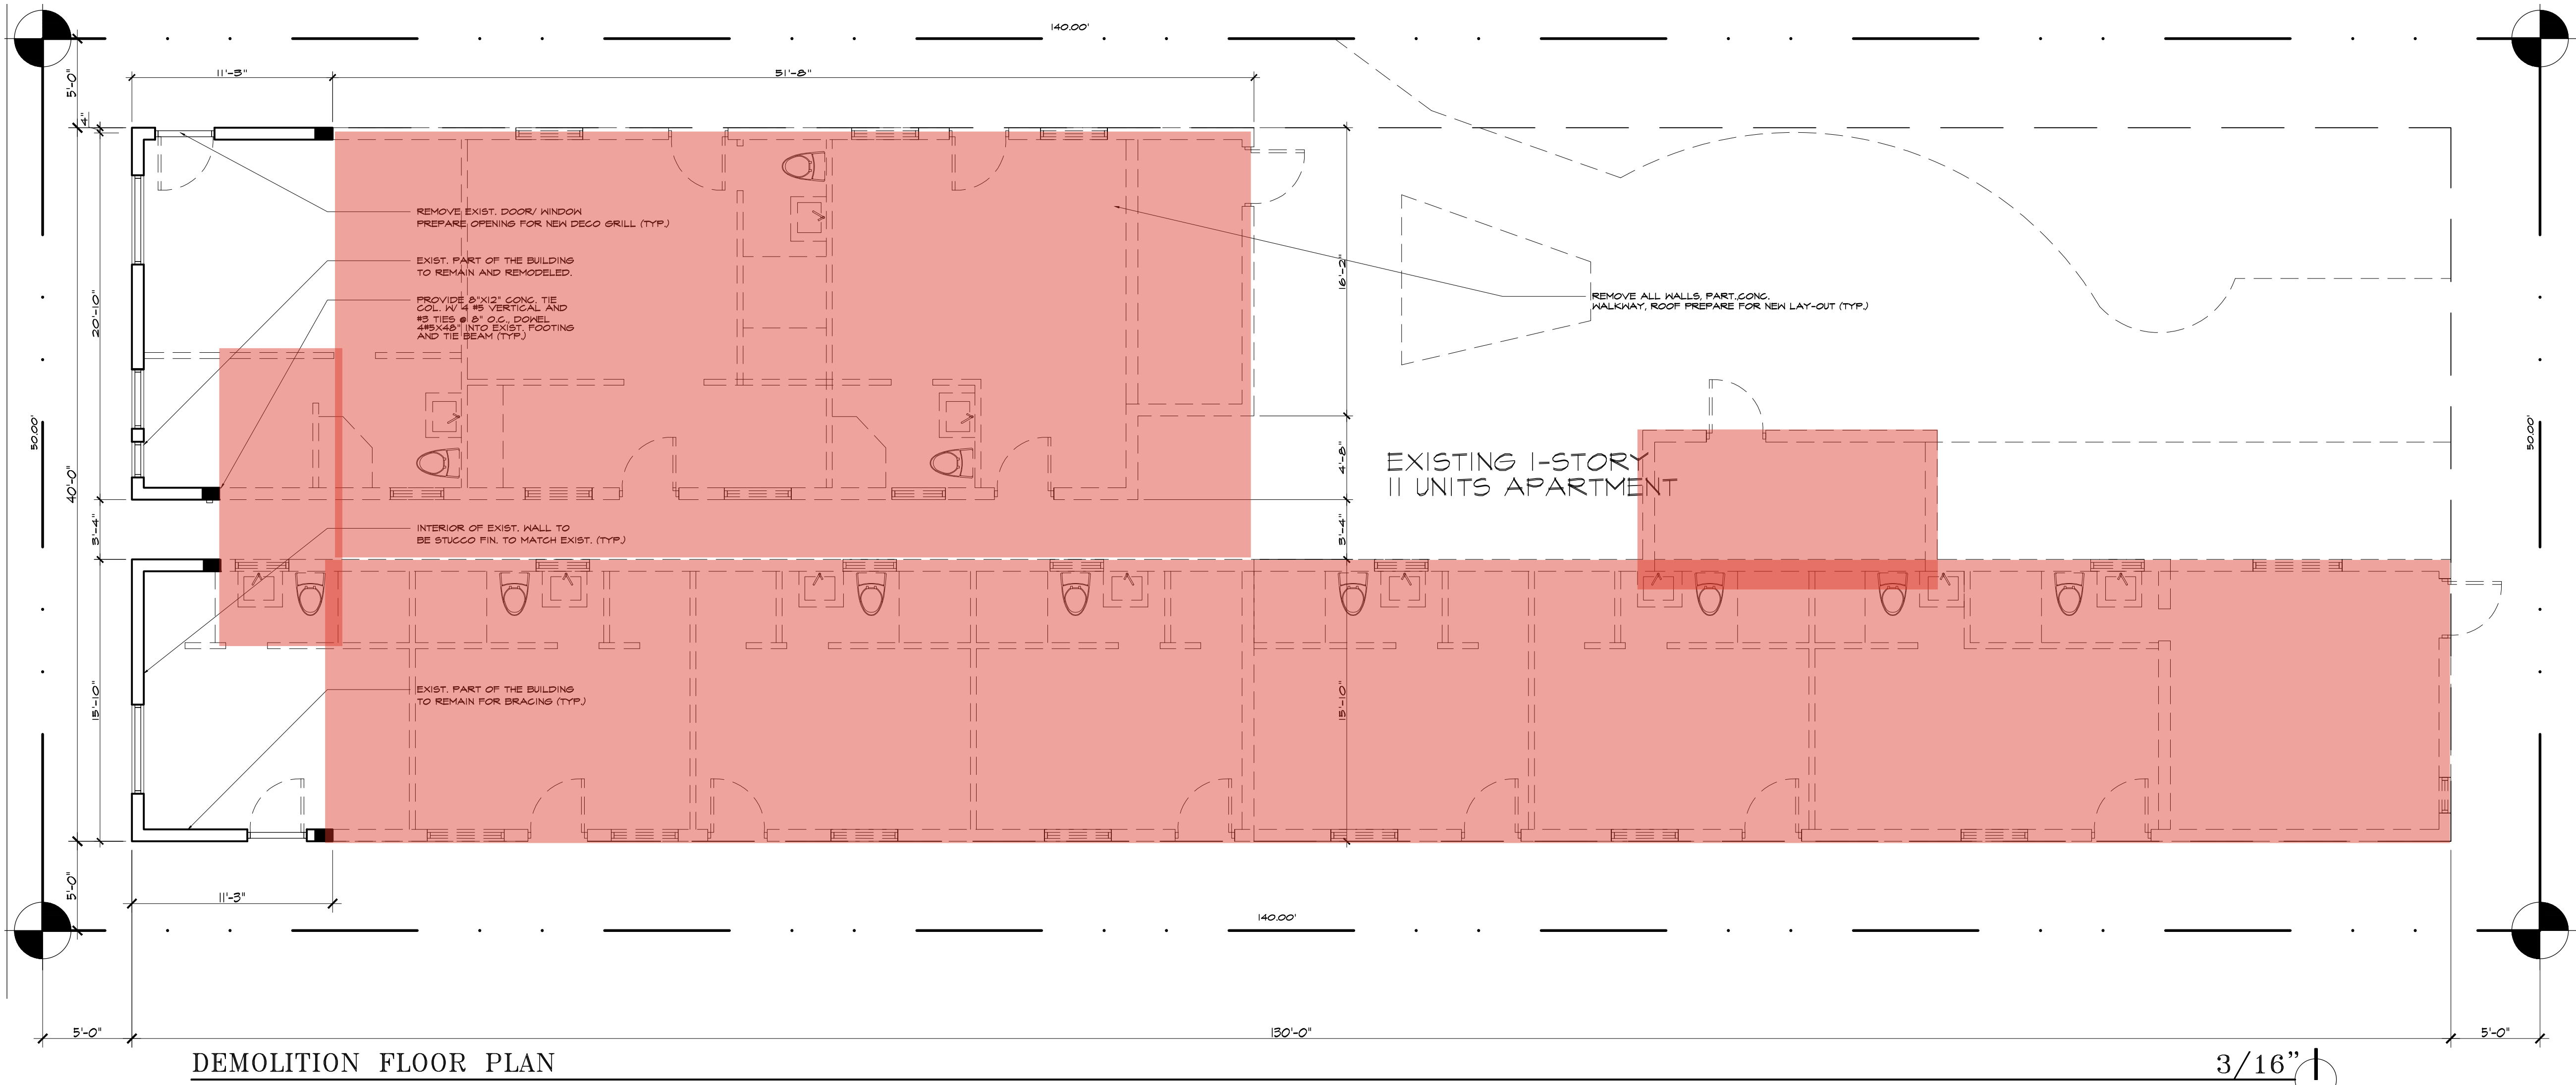 140.00'
11'-3"
51'-8"
5'-0"
4"
REMOVE EXIST. DOOR/ WINDOW
PREPARE OPENING FOR NEW DECO GRILL (TYP.)
EXIST. PART OF THE BUILDING
TO REMAIN AND REMODELED.
PROVIDE 8"X12" CONC. TIE
COL. W/ 4 #5 VERTICAL AND
#3 TIES @ 8" O.C., DOWEL
4#5X48" INTO EXIST. FOOTING
AND TIE BEAM (TYP.)
16'-2"
REMOVE ALL WALLS, PART.,CONC.
WALKWAY, ROOF PREPARE FOR NEW LAY-OUT (TYP.)
20'-10"
50.00'
40'-0"
4'-8"
EXISTING 1-STORY
11 UNITS APARTMENT
50.00'
3'-4"
INTERIOR OF EXIST. WALL TO
BE STUCCO FIN. TO MATCH EXIST. (TYP.)
3'-4"
15'-10"
EXIST. PART OF THE BUILDING
TO REMAIN FOR BRACING (TYP.)
15'-10"
5'-0"
11'-3"
140.00'
5'-0"
130'-0"
5'-0"
DEMOLITION FLOOR PLAN
3/16"